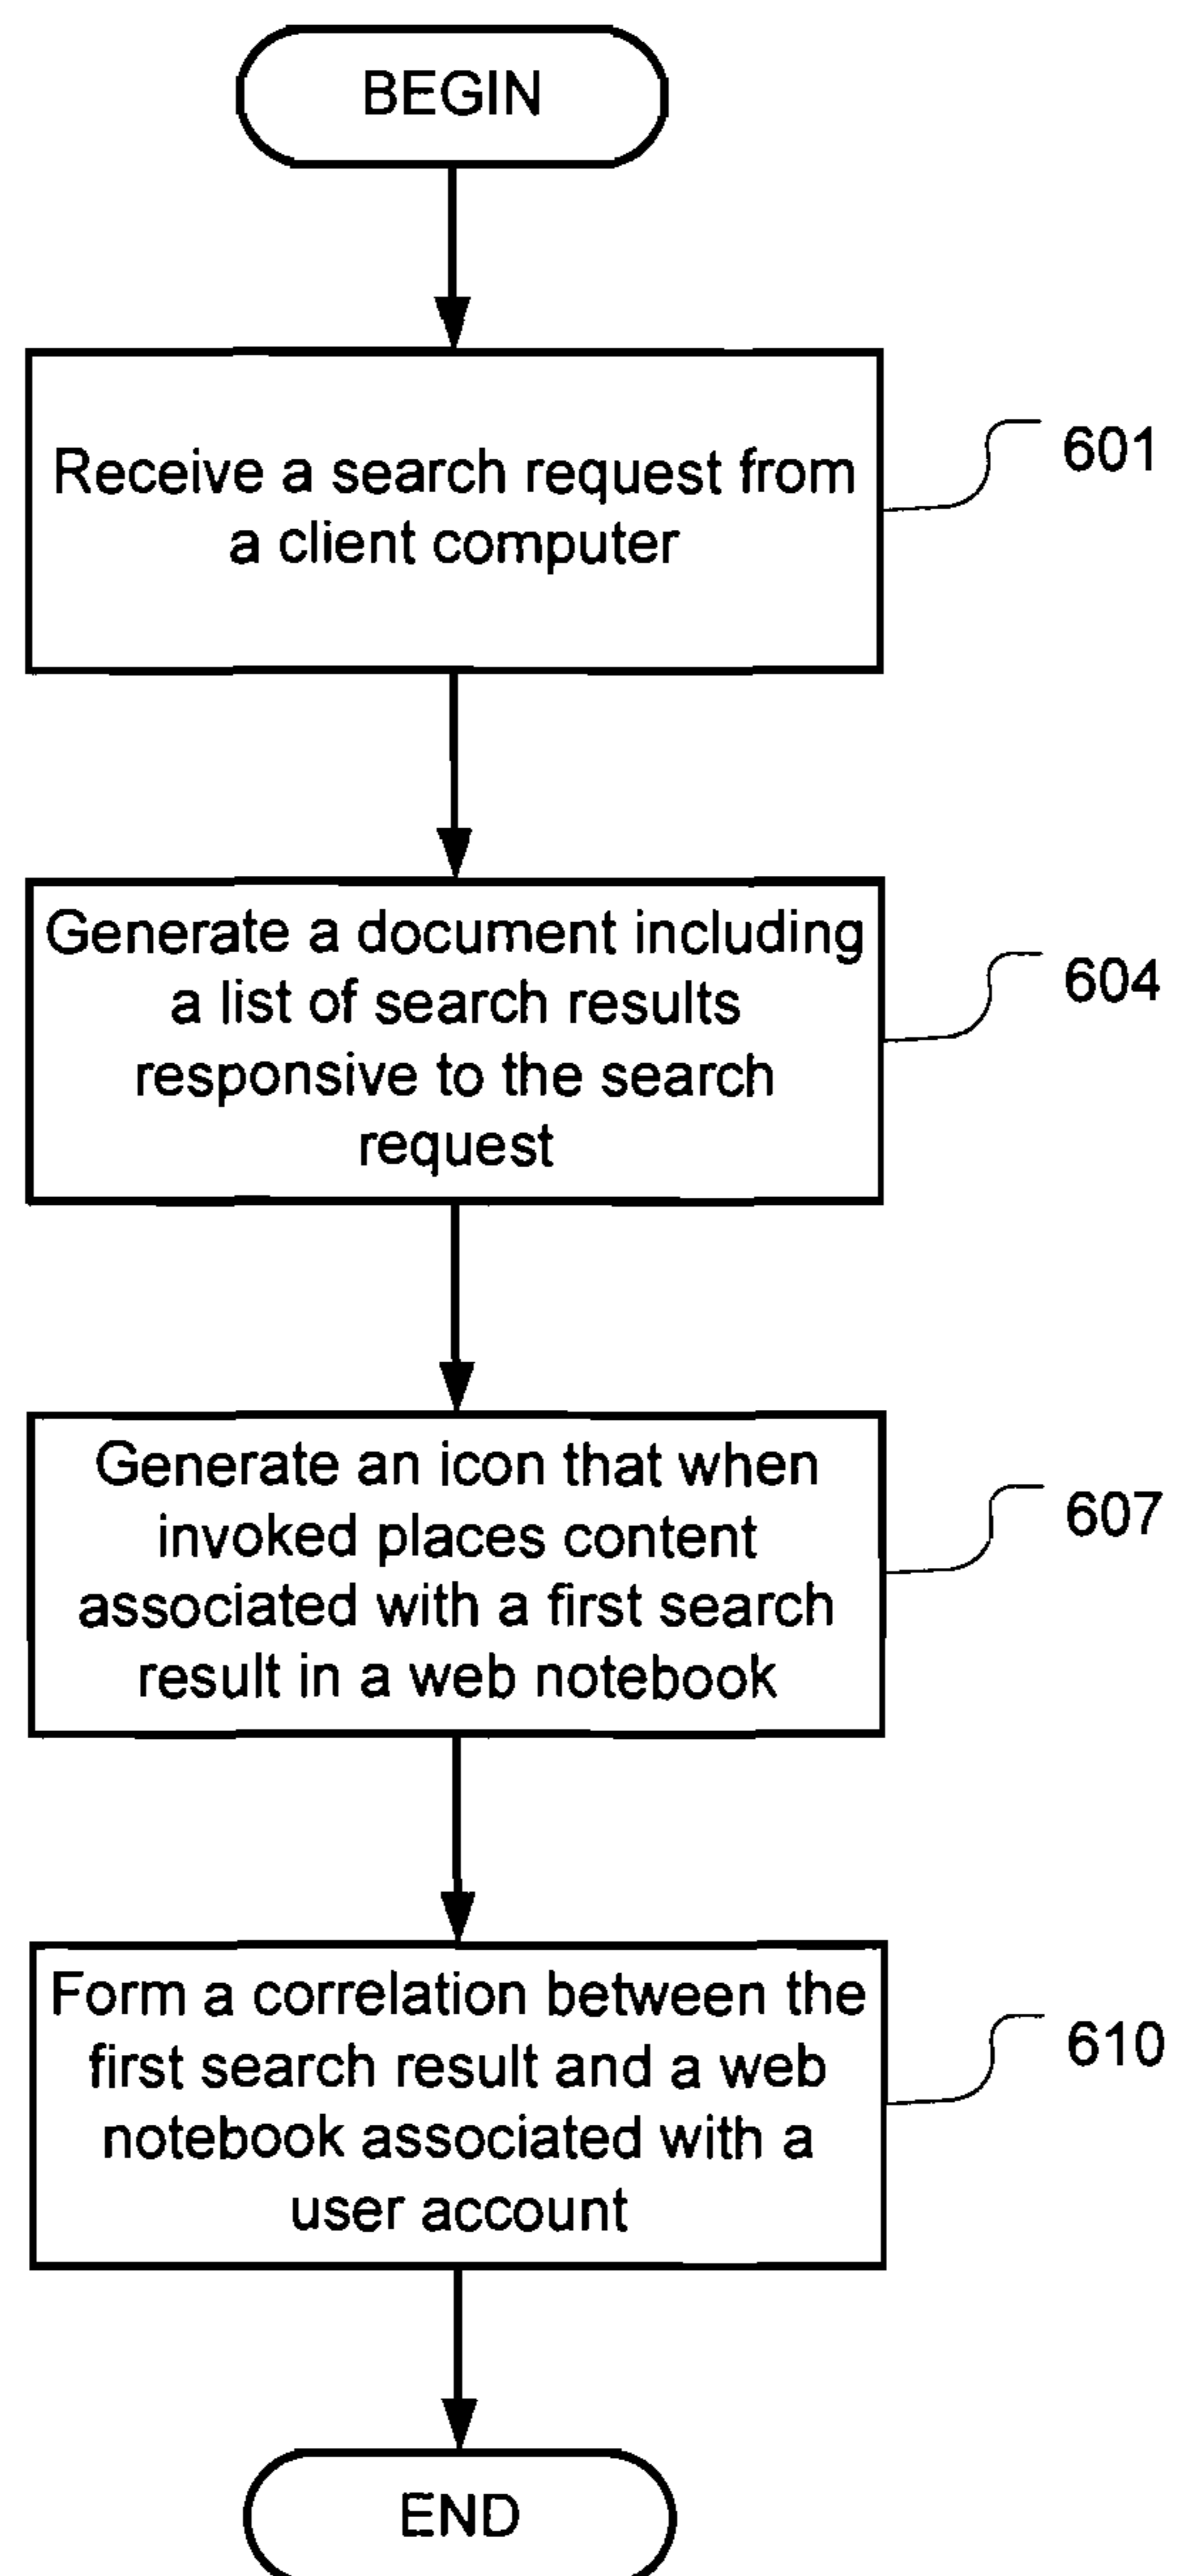 BEGIN
Receive a search request from
a client computer
601
Generate a document including
a list of search results
responsive to the search
request
604
Generate an icon that when
invoked places content
associated with a first search
result in a web notebook
607
Form a correlation between the
first search result and a web
notebook associated with a
user account
610
END